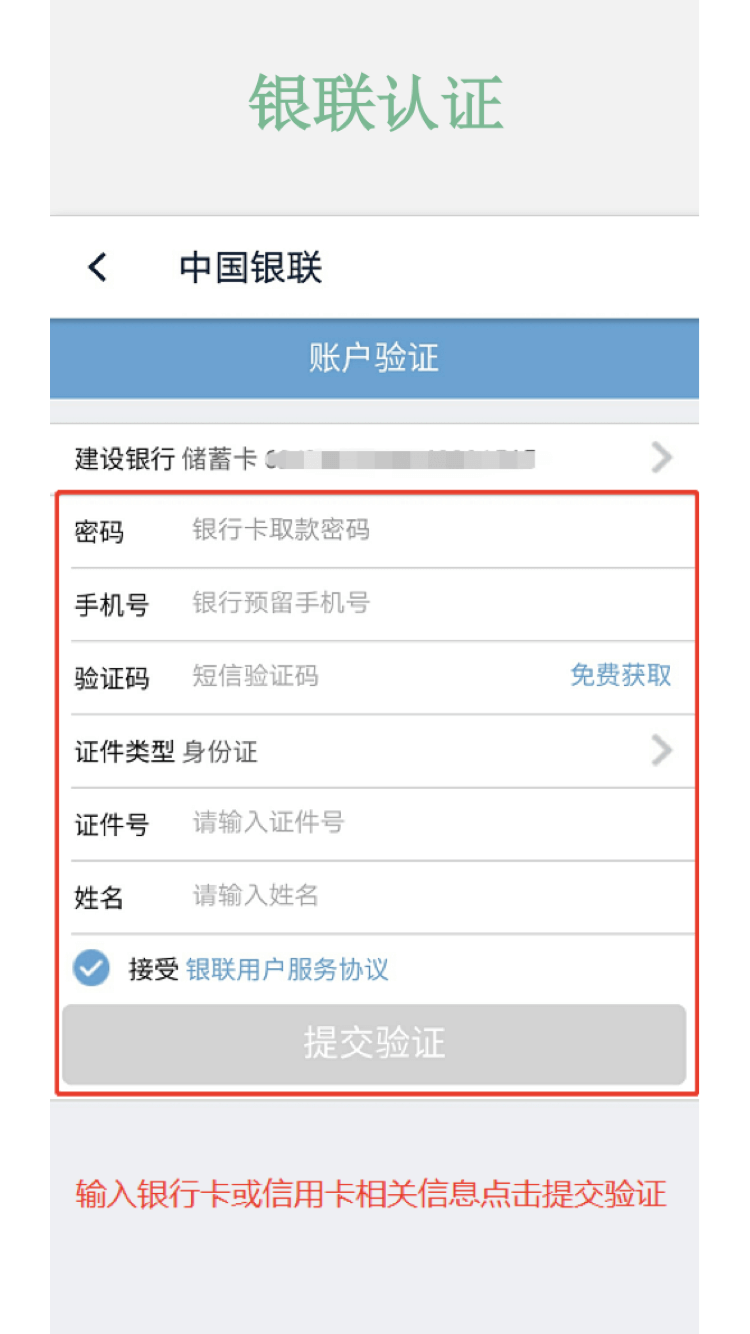 银联认证
中国银联
账户验证
建设银行 储蓄卡
密码 银行卡取款密码
手机号 银行预留手机号
验证码 短信验证码 免费获取
证件类型 身份证
证件号 请输入证件号
姓名 请输入姓名
接受 银联用户服务协议
提交验证
输入银行卡或信用卡相关信息点击提交验证